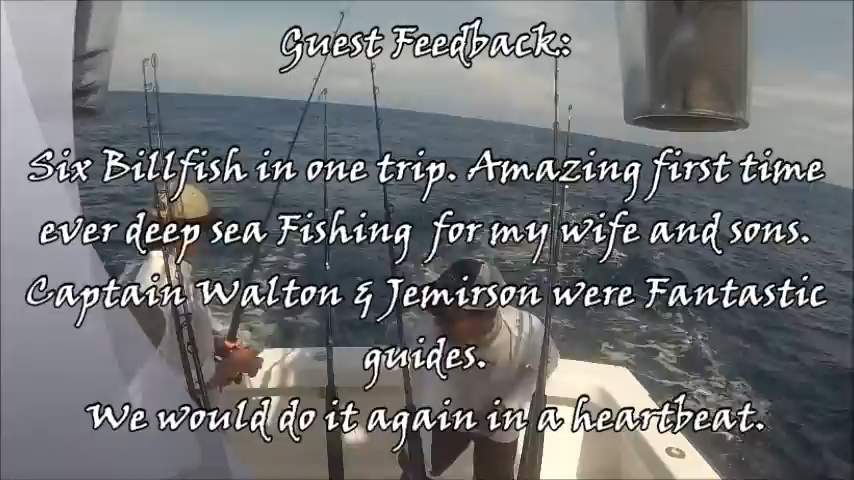 Guest Feedback:
Six Billfish in one trip. Amazing first time
ever deep sea Fishing for my wife and sons.
Captain Walton & Jemirson were Fantastic
guides.
We would do it again in a heartbeat.